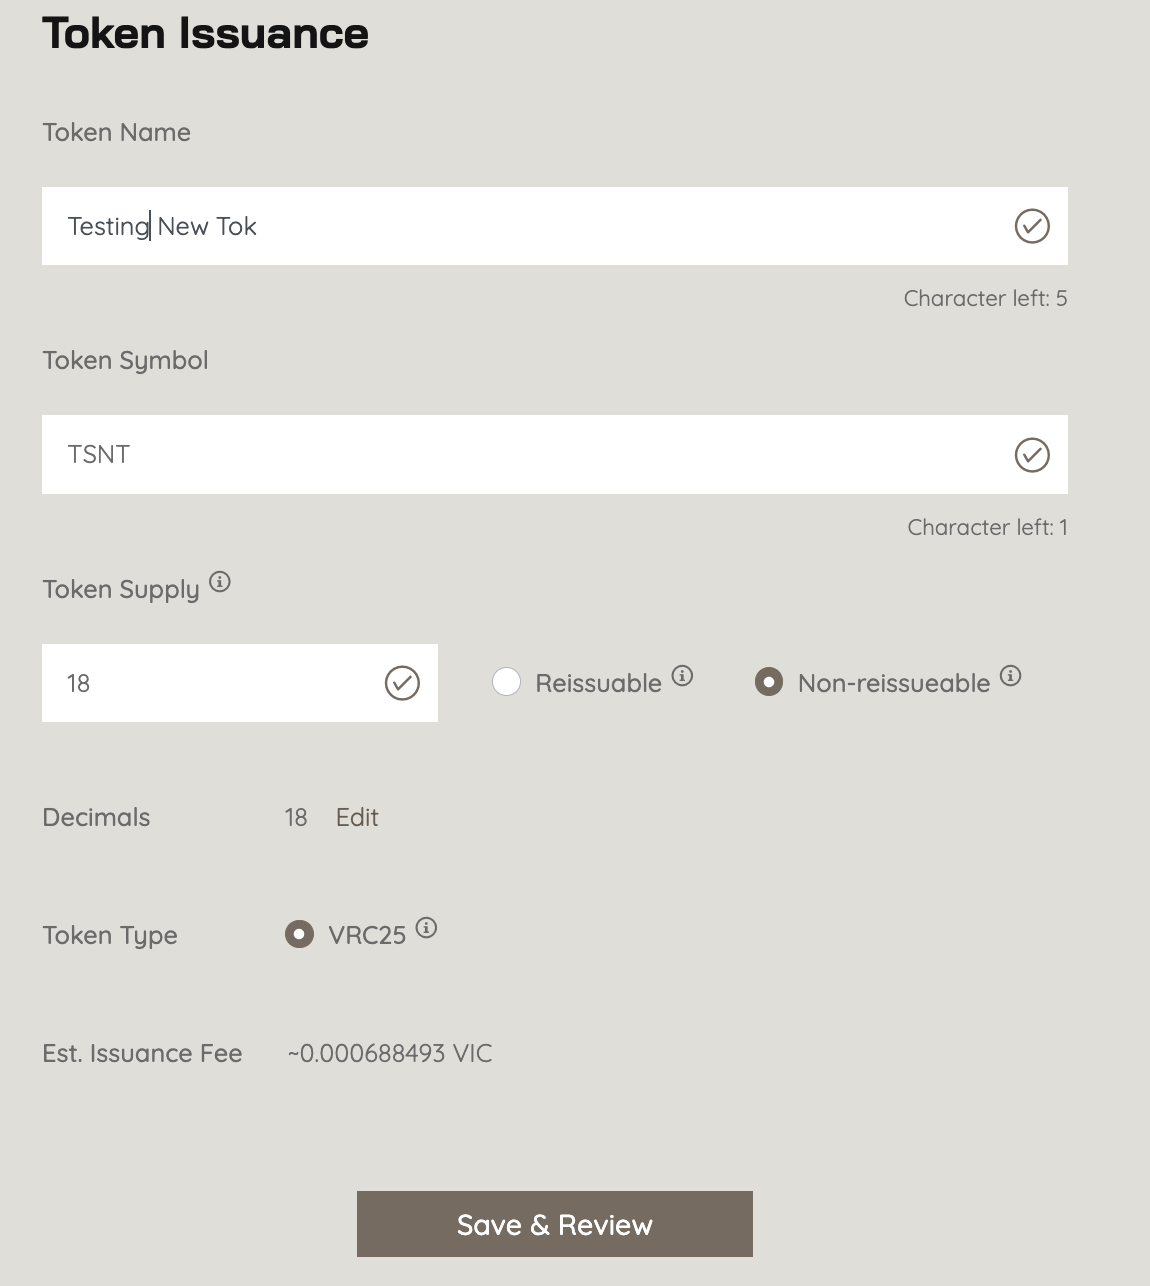 Token Issuance
Token Name
Testing New Tok
Character left: 5
Token Symbol
TSNT
Character left: 1
Token Supply
18
Reissuable
Non-reissueable
Decimals
18 Edit
Token Type
VRC25
Est. Issuance Fee
~0.000688493 VIC
Save & Review